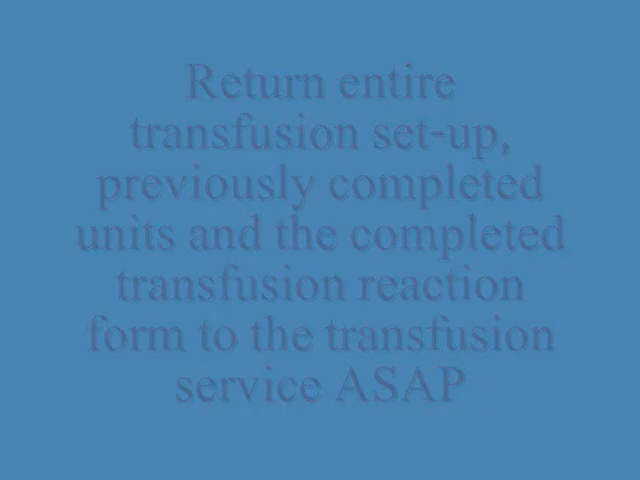 Return entire
transfusion set-up,
previously completed
units and the completed
transfusion reaction
form to the transfusion
service ASAP